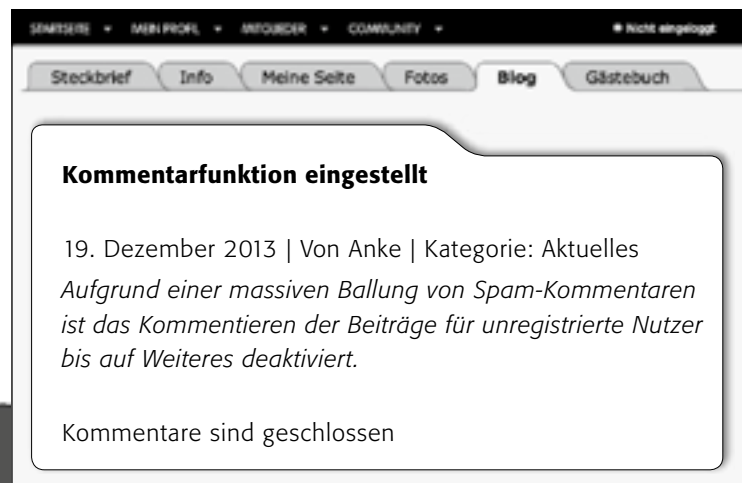 STARTSEITE MEIN PROFIL MITGLIEDER COMMUNITY Nicht eingeloggt
Steckbrief Info Meine Seite Fotos Blog Gästebuch
Kommentarfunktion eingestellt
19. Dezember 2013 | Von Anke | Kategorie: Aktuelles
Aufgrund einer massiven Ballung von Spam-Kommentaren
ist das Kommentieren der Beiträge für unregistrierte Nutzer
bis auf Weiteres deaktiviert.
Kommentare sind geschlossen